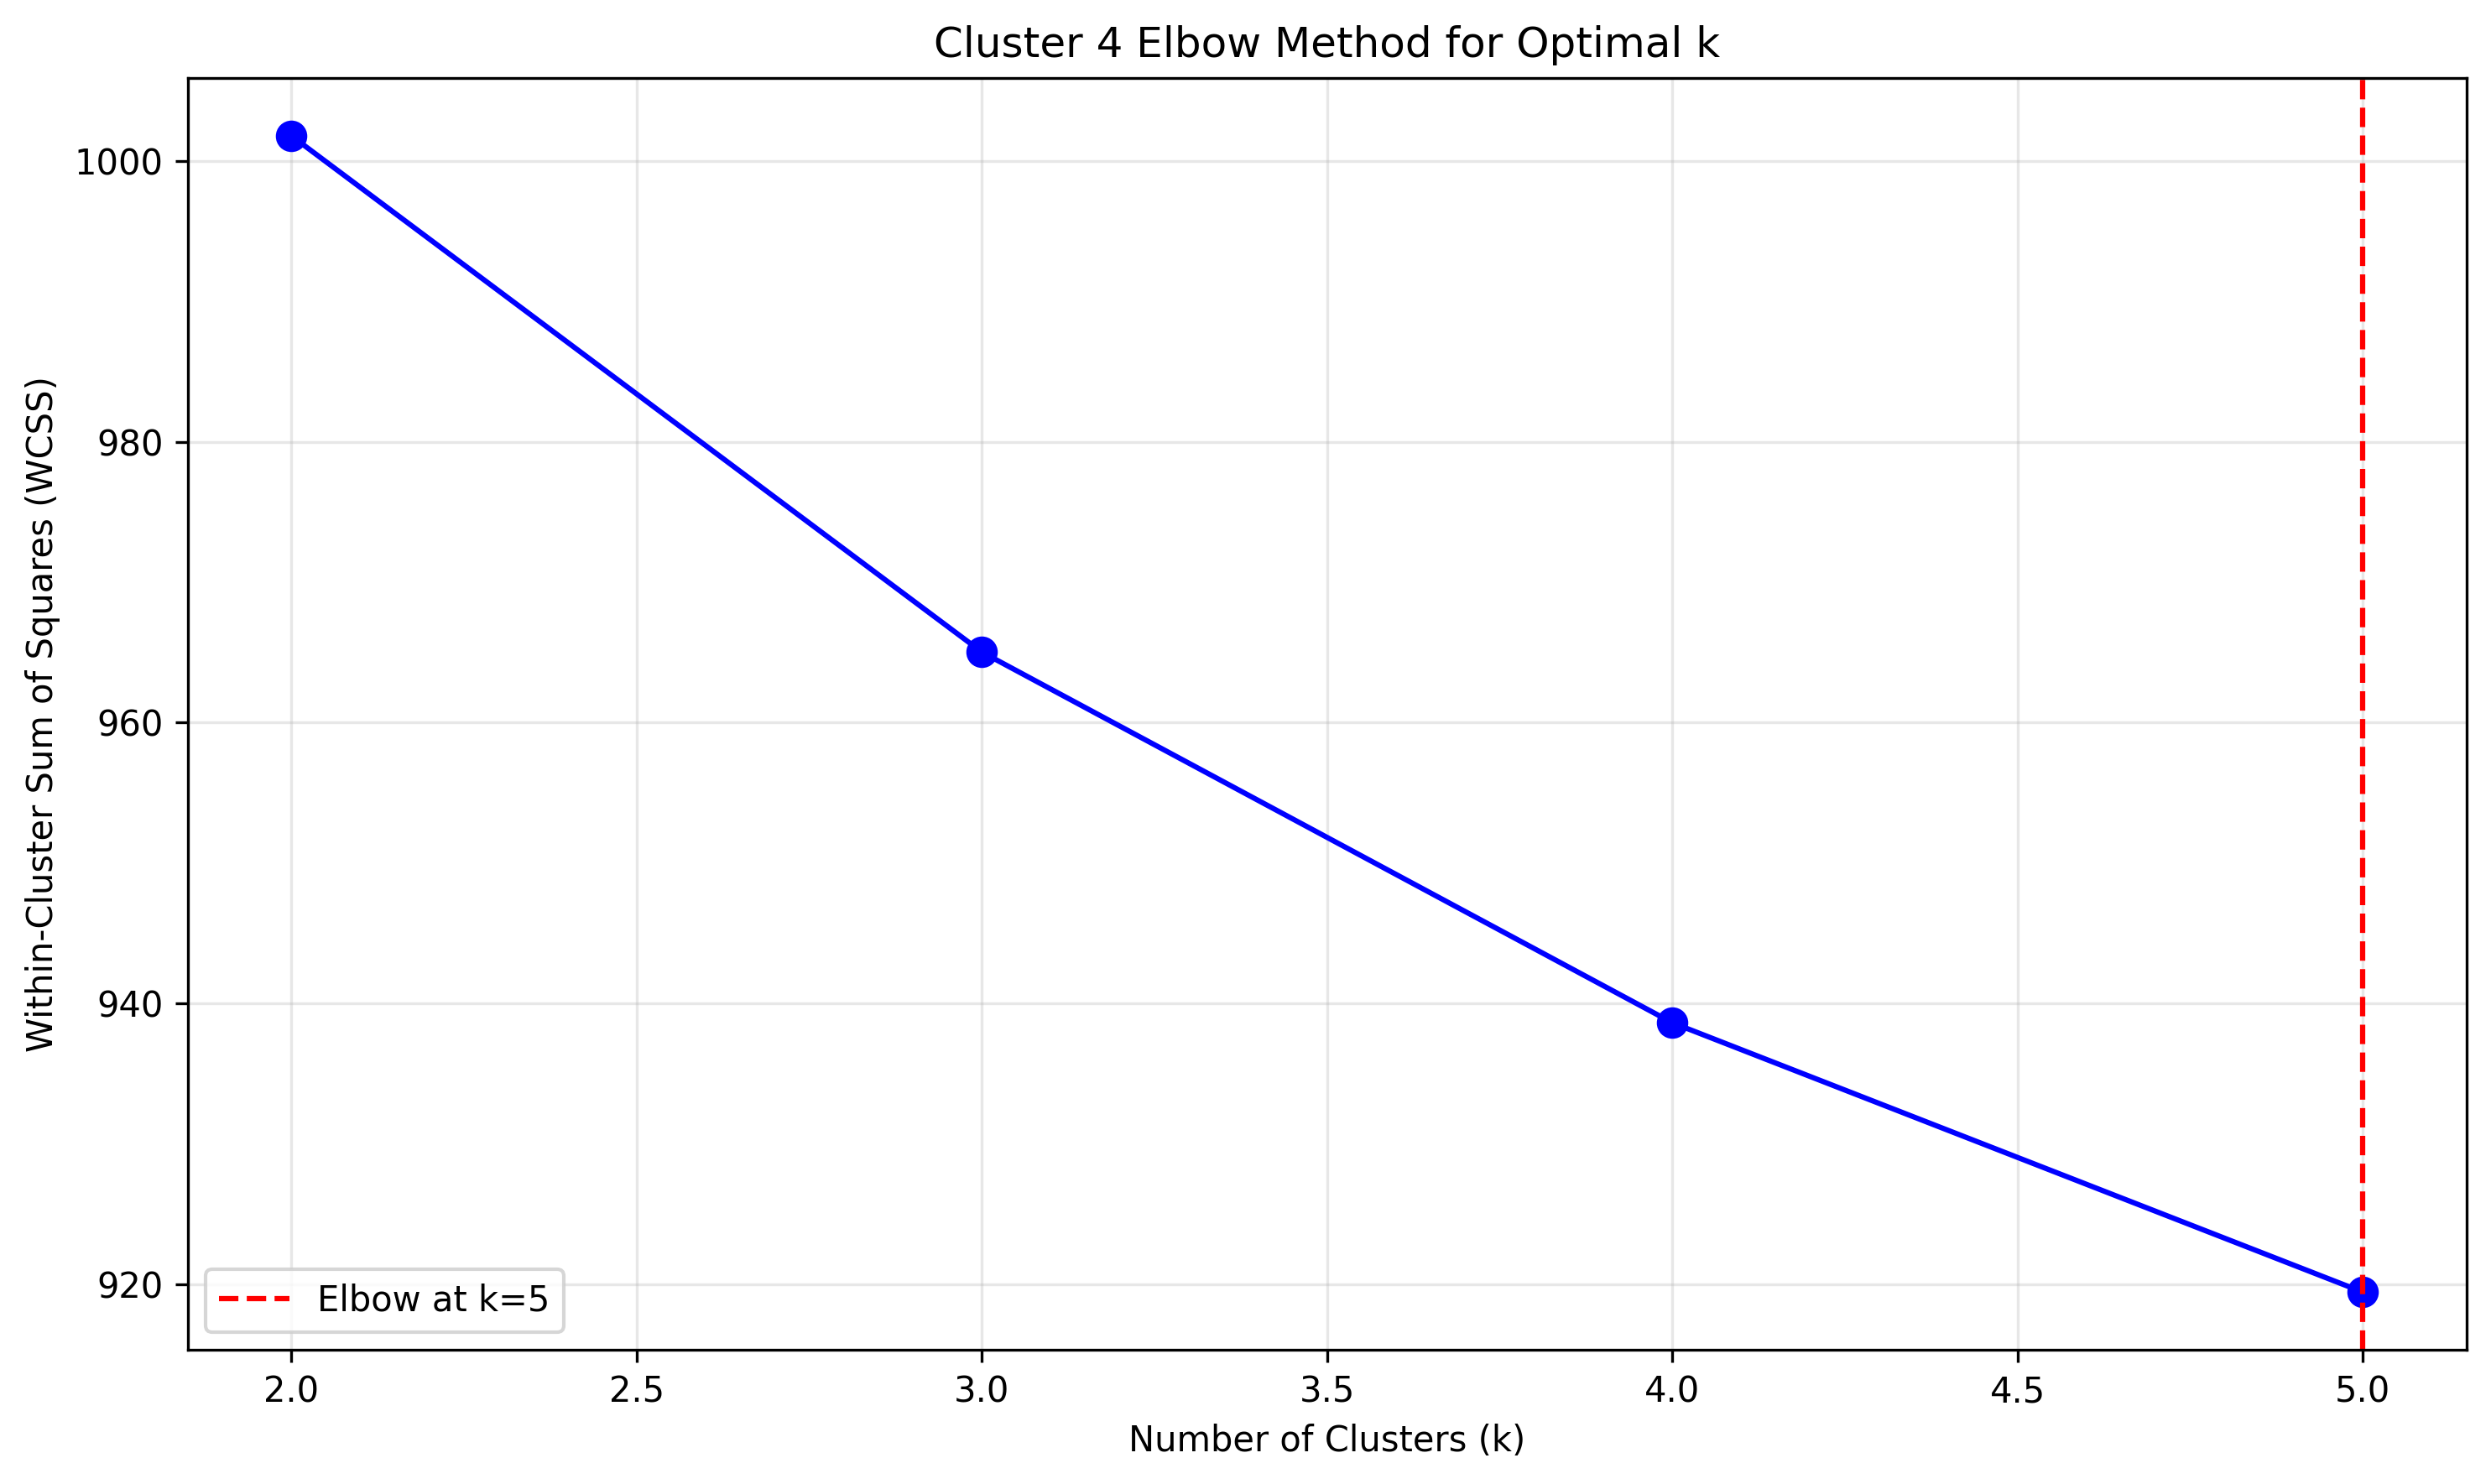 Cluster 4 Elbow Method for Optimal k
Within-Cluster Sum of Squares (WCSS)
1000
980
960
940
920
Elbow at k=5
2.0 2.5 3.0 3.5 4.0 4.5 5.0
Number of Clusters (k)